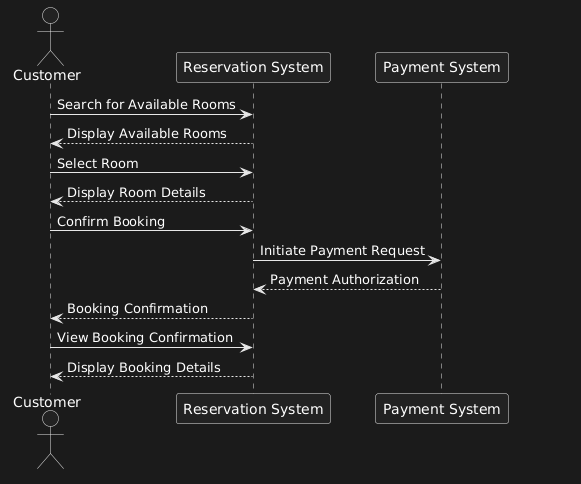 Customer
Reservation System
Payment System
Search for Available Rooms
Display Available Rooms
Select Room
Display Room Details
Confirm Booking
Initiate Payment Request
Payment Authorization
Booking Confirmation
View Booking Confirmation
Display Booking Details
Customer
Reservation System
Payment System